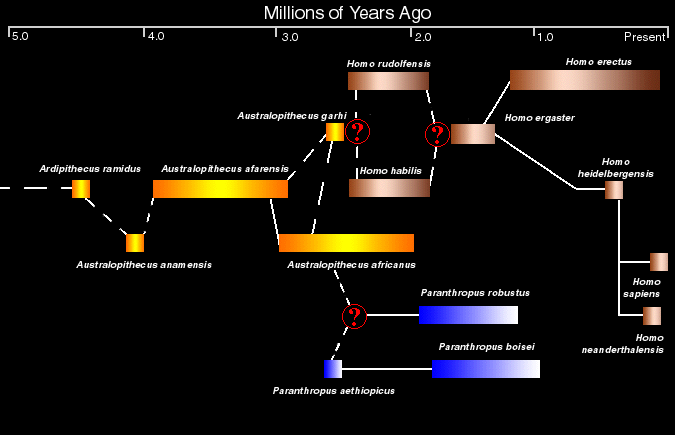 Millions of Years Ago
5.0 4.0 3.0 2.0 1.0 Present
Homo rudolfensis
Homo erectus
Australopithecus garhi
?
?
Homo ergaster
Ardipithecus ramidus
Australopithecus afarensis
Homo habilis
Homo
heidelbergensis
Australopithecus anamensis
Australopithecus africanus
Homo
sapiens
Paranthropus robustus
?
Homo
neanderthalensis
Paranthropus boisei
Paranthropus aethiopicus